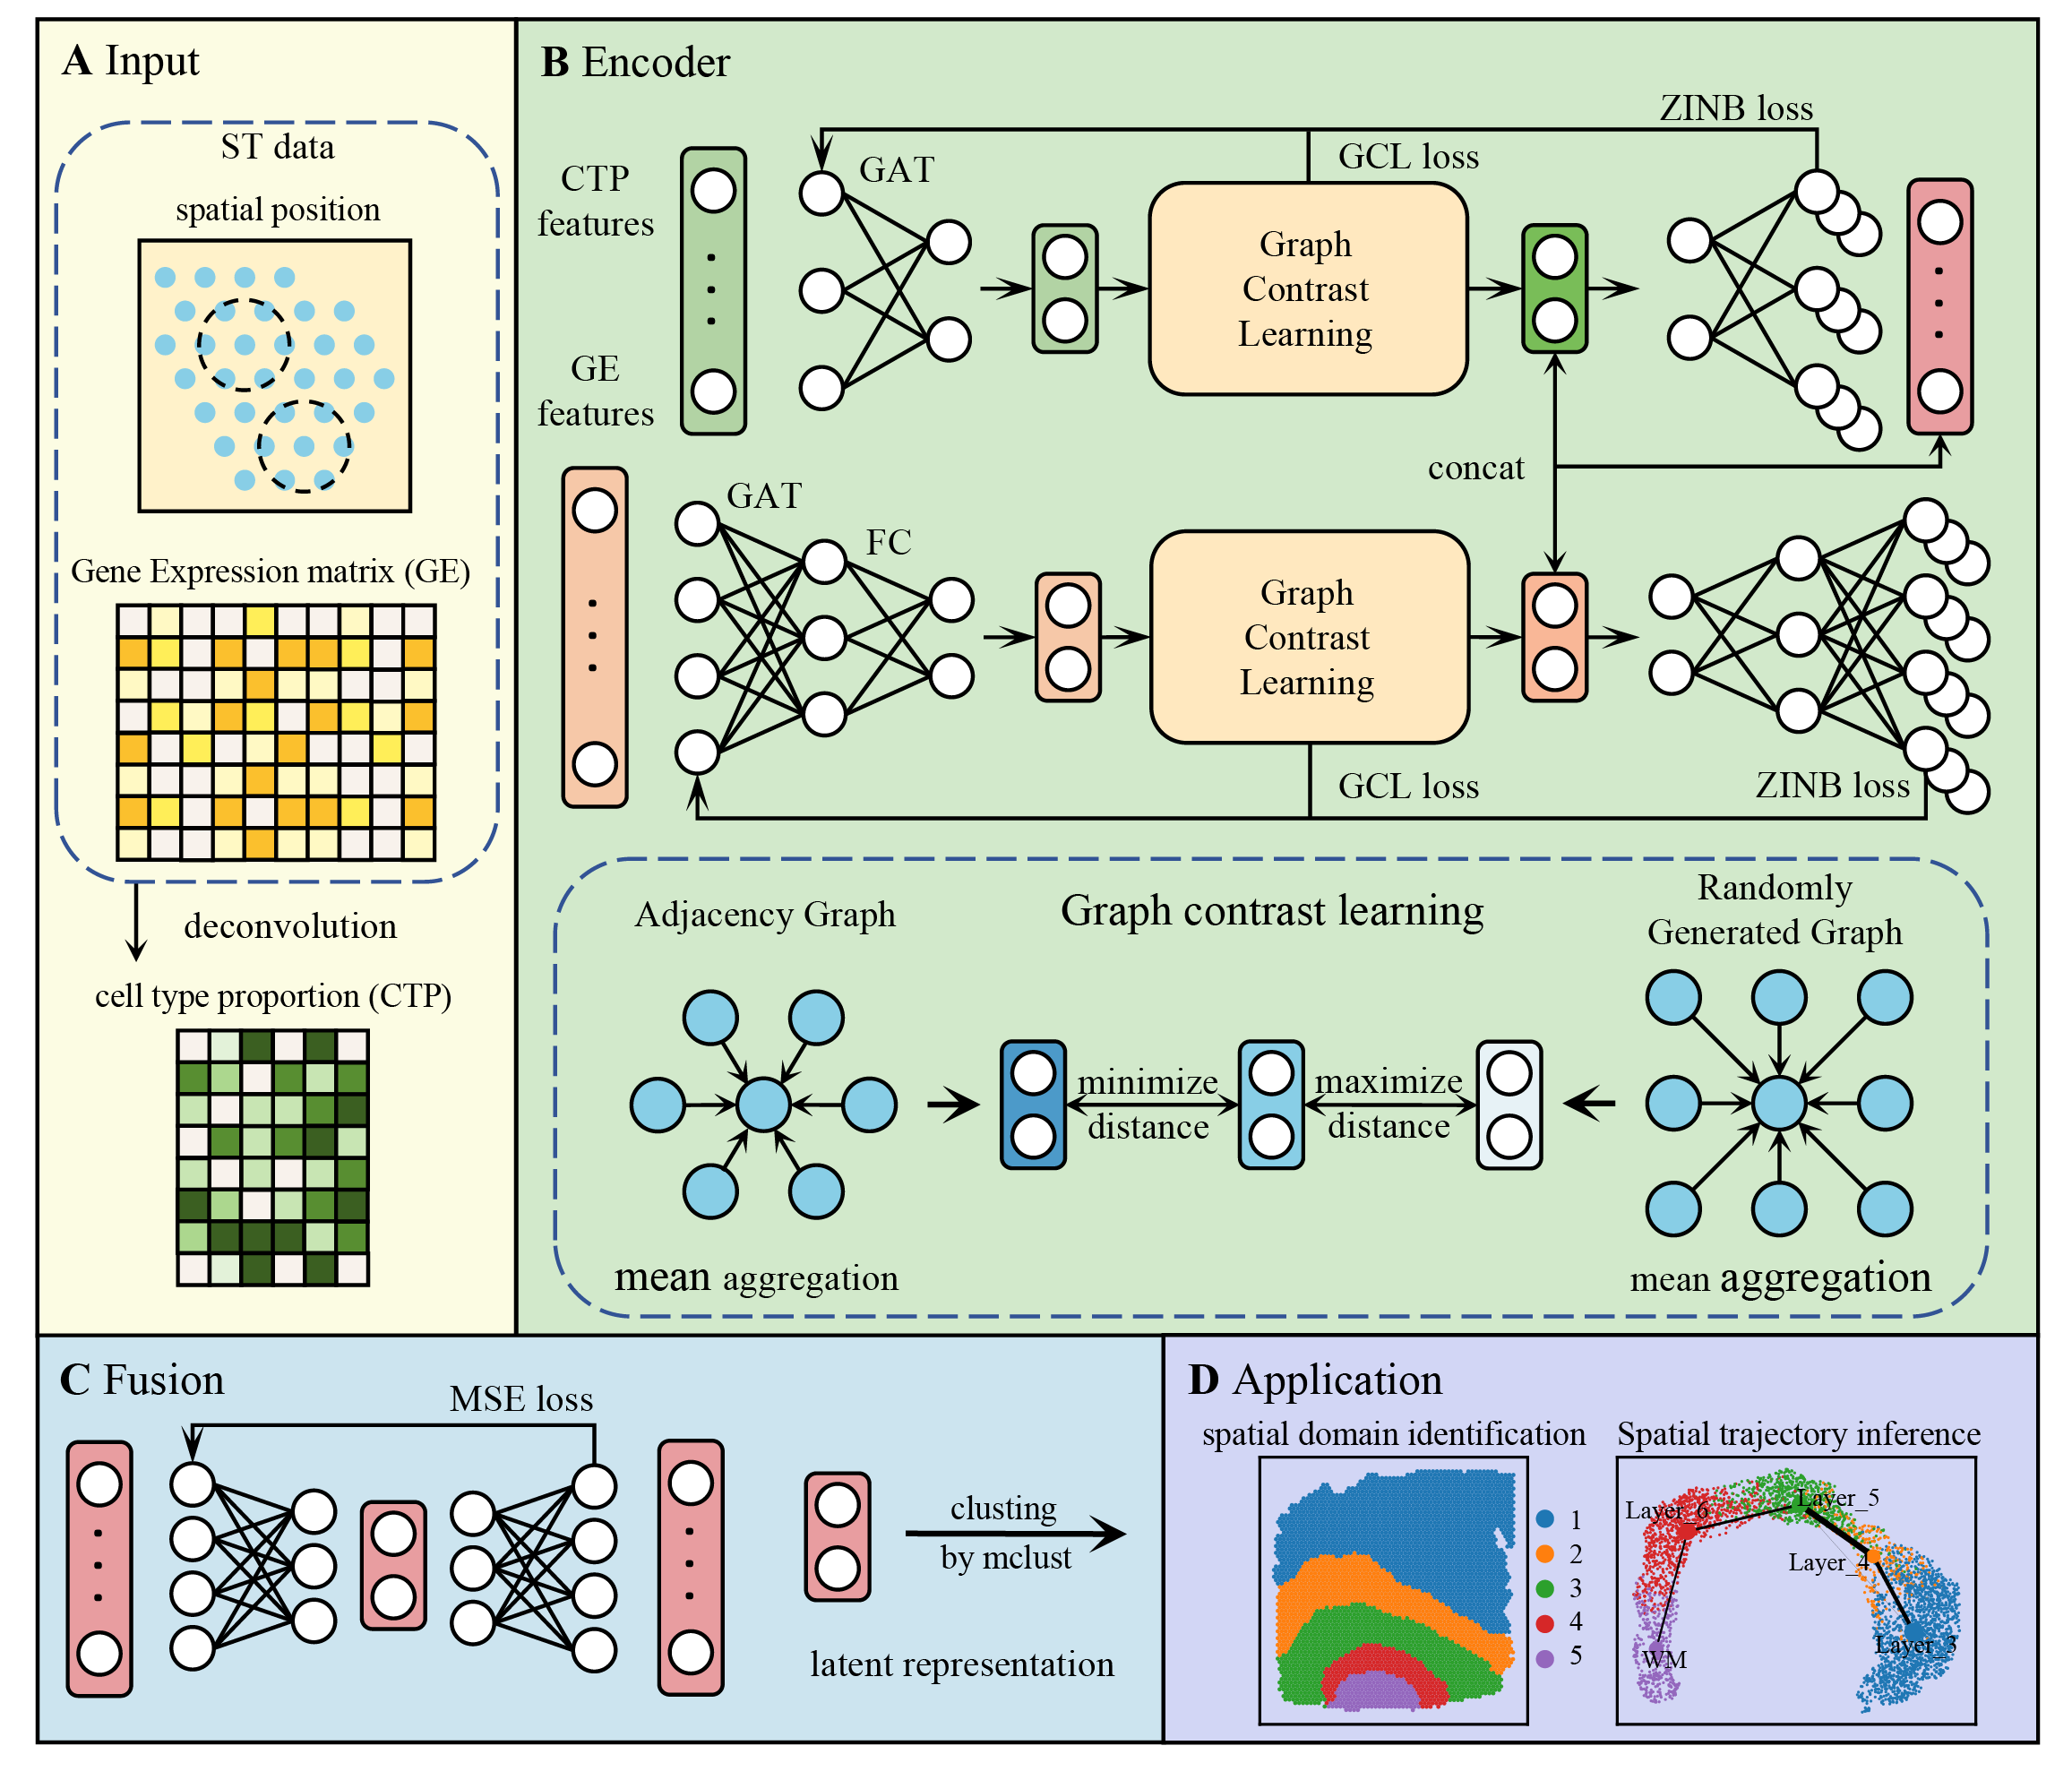 A Input
ST data
spatial position
Gene Expression matrix (GE)
deconvolution
cell type proportion (CTP)
B Encoder
ZINB loss
GCL loss
CTP
features
GAT
Graph
Contrast
Learning
GE
features
concat
GAT
FC
Graph
Contrast
Learning
GCL loss
ZINB loss
Adjacency Graph
Graph contrast learning
Randomly
Generated Graph
minimize
distance
maximize
distance
mean aggregation
mean aggregation
C Fusion
MSE loss
clusting
by mclust
latent representation
D Application
spatial domain identification
1
2
3
4
5
Spatial trajectory inference
Layer_6
Layer_5
Layer_4
Layer_3
WM